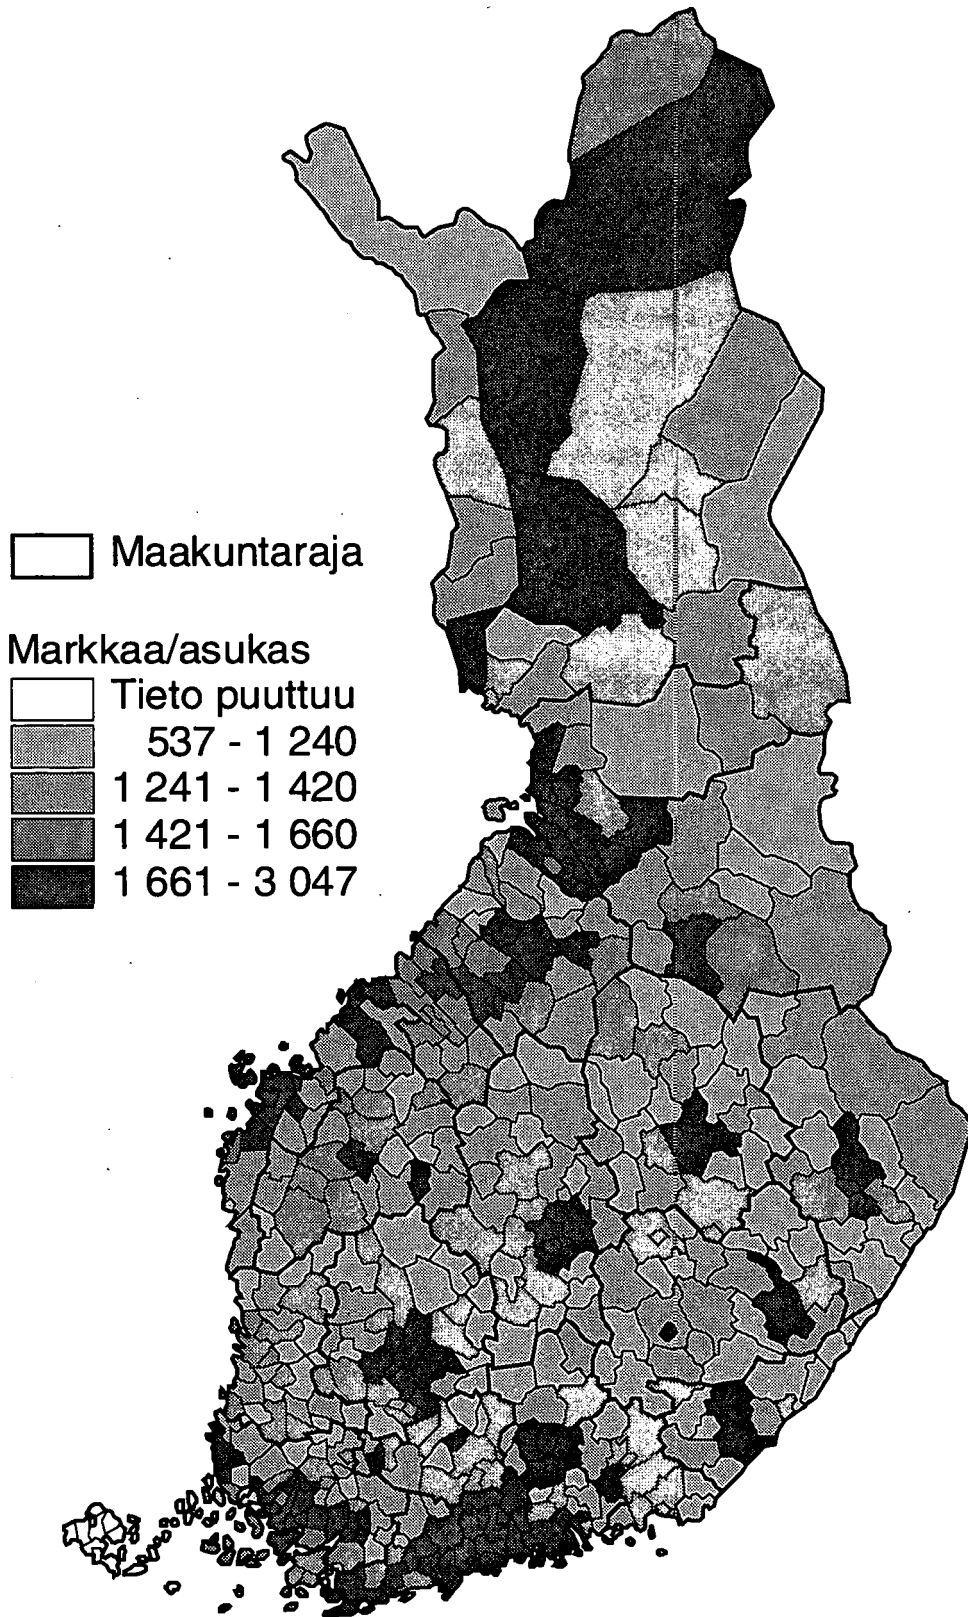 Maakuntaraja
Markkaa/asukas
Tieto puuttuu
537 - 1 240
1 241 - 1 420
1 421 - 1 660
1 661 - 3 047